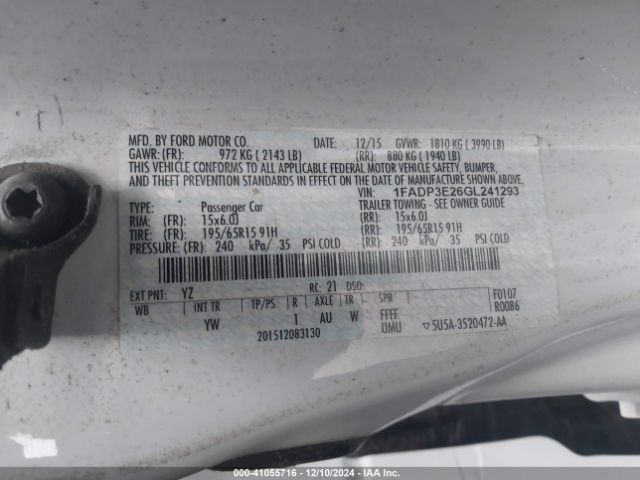 MFD. BY FORD MOTOR CO. DATE: 12/15 GVWR: 1810 KG ( 3990 LB)
GAWR: (FR): 972 KG ( 2143 LB) (RR): 880 KG ( 1940 LB)
THIS VEHICLE CONFORMS TO ALL APPLICABLE FEDERAL MOTOR VEHICLE SAFETY, BUMPER,
AND THEFT PREVENTION STANDARDS IN EFFECT ON THE DATE OF MANUFACTURE SHOWN ABOVE.
VIN: 1FADP3E26GL241293
TYPE: Passenger Car TRAILER TOWING - SEE OWNER GUIDE
RIM: (FR): 15x6.0J (RR): 15x6.0J
TIRE: (FR): 195/65R15 91H (RR): 195/65R15 91H
PRESSURE: (FR): 240 kPa/ 35 PSI COLD (RR): 240 kPa/ 35 PSI COLD
EXT PNT: YZ RC: 21 DSO: F0107
WB INT TR TP/PS R AXLE TR SPR R0086
YW 1 AU W FFEF
201512083130 UMU ▽5U5A-3520472-AA
000-41055716 - 12/10/2024 - IAA Inc.